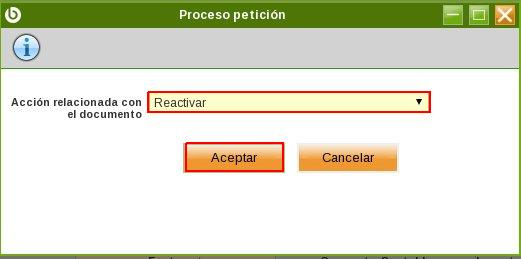 Proceso petición
Acción relacionada con
el documento
Reactivar
Aceptar
Cancelar